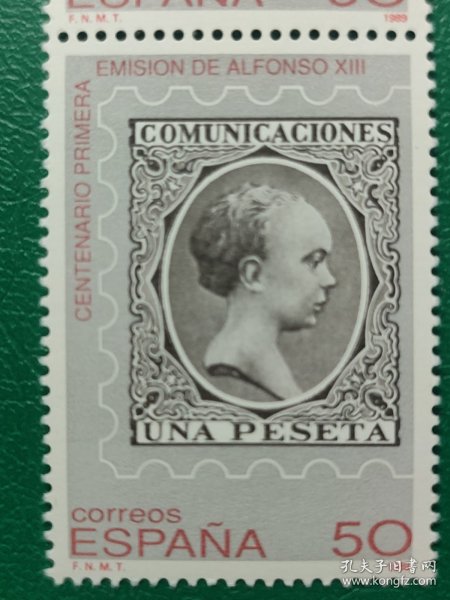 ESPAÑA 50
F. N. M. T. 1989
CENTENARIO PRIMERA
EMISION DE ALFONSO XIII
COMUNICACIONES
UNA PESETA
correos
ESPAÑA 50
F. N. M. T.
孔夫子旧书网
www.kongfz.com